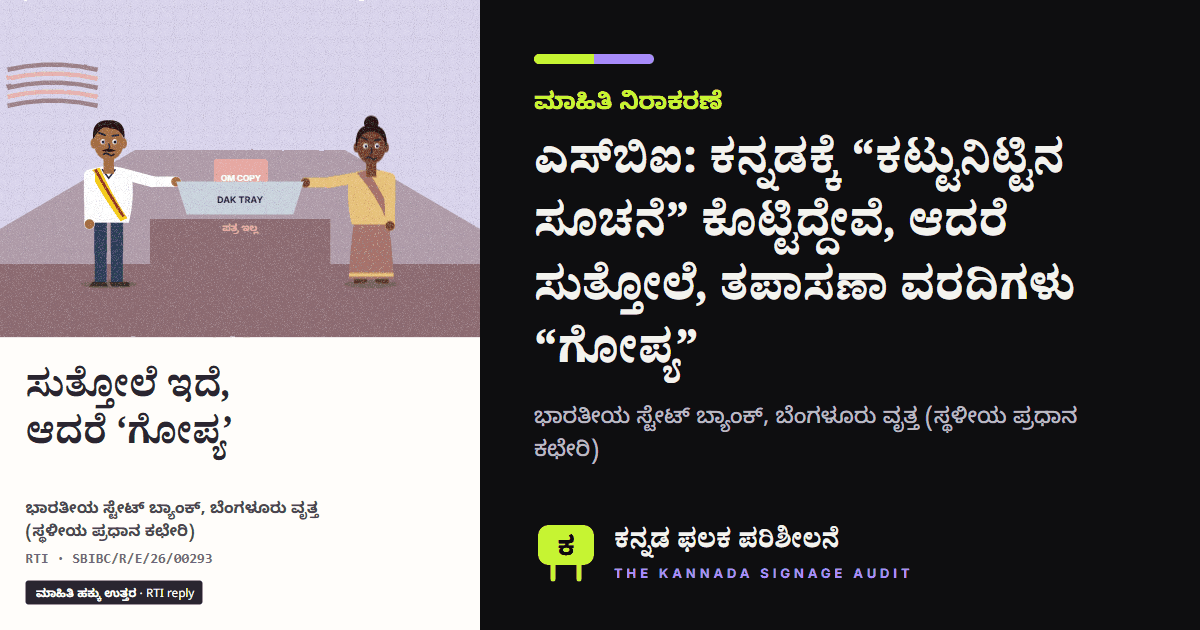 OM COPY
DAK TRAY
ಪತ್ರ ಇಲ್ಲ
ಸುತ್ತೋಲೆ ಇದೆ,
ಆದರೆ ‘ಗೋಪ್ಯ’
ಭಾರತೀಯ ಸ್ಟೇಟ್ ಬ್ಯಾಂಕ್, ಬೆಂಗಳೂರು ವೃತ್ತ
(ಸ್ಥಳೀಯ ಪ್ರಧಾನ ಕಛೇರಿ)
RTI · SBIBC/R/E/26/00293
ಮಾಹಿತಿ ಹಕ್ಕು ಉತ್ತರ · RTI reply
ಮಾಹಿತಿ ನಿರಾಕರಣೆ
ಎಸ್‌ಬಿಐ: ಕನ್ನಡಕ್ಕೆ “ಕಟ್ಟುನಿಟ್ಟಿನ
ಸೂಚನೆ” ಕೊಟ್ಟಿದ್ದೇವೆ, ಆದರೆ
ಸುತ್ತೋಲೆ, ತಪಾಸಣಾ ವರದಿಗಳು
“ಗೋಪ್ಯ”
ಭಾರತೀಯ ಸ್ಟೇಟ್ ಬ್ಯಾಂಕ್, ಬೆಂಗಳೂರು ವೃತ್ತ (ಸ್ಥಳೀಯ ಪ್ರಧಾನ
ಕಛೇರಿ)
ಕ
ಕನ್ನಡ ಫಲಕ ಪರಿಶೀಲನೆ
THE KANNADA SIGNAGE AUDIT